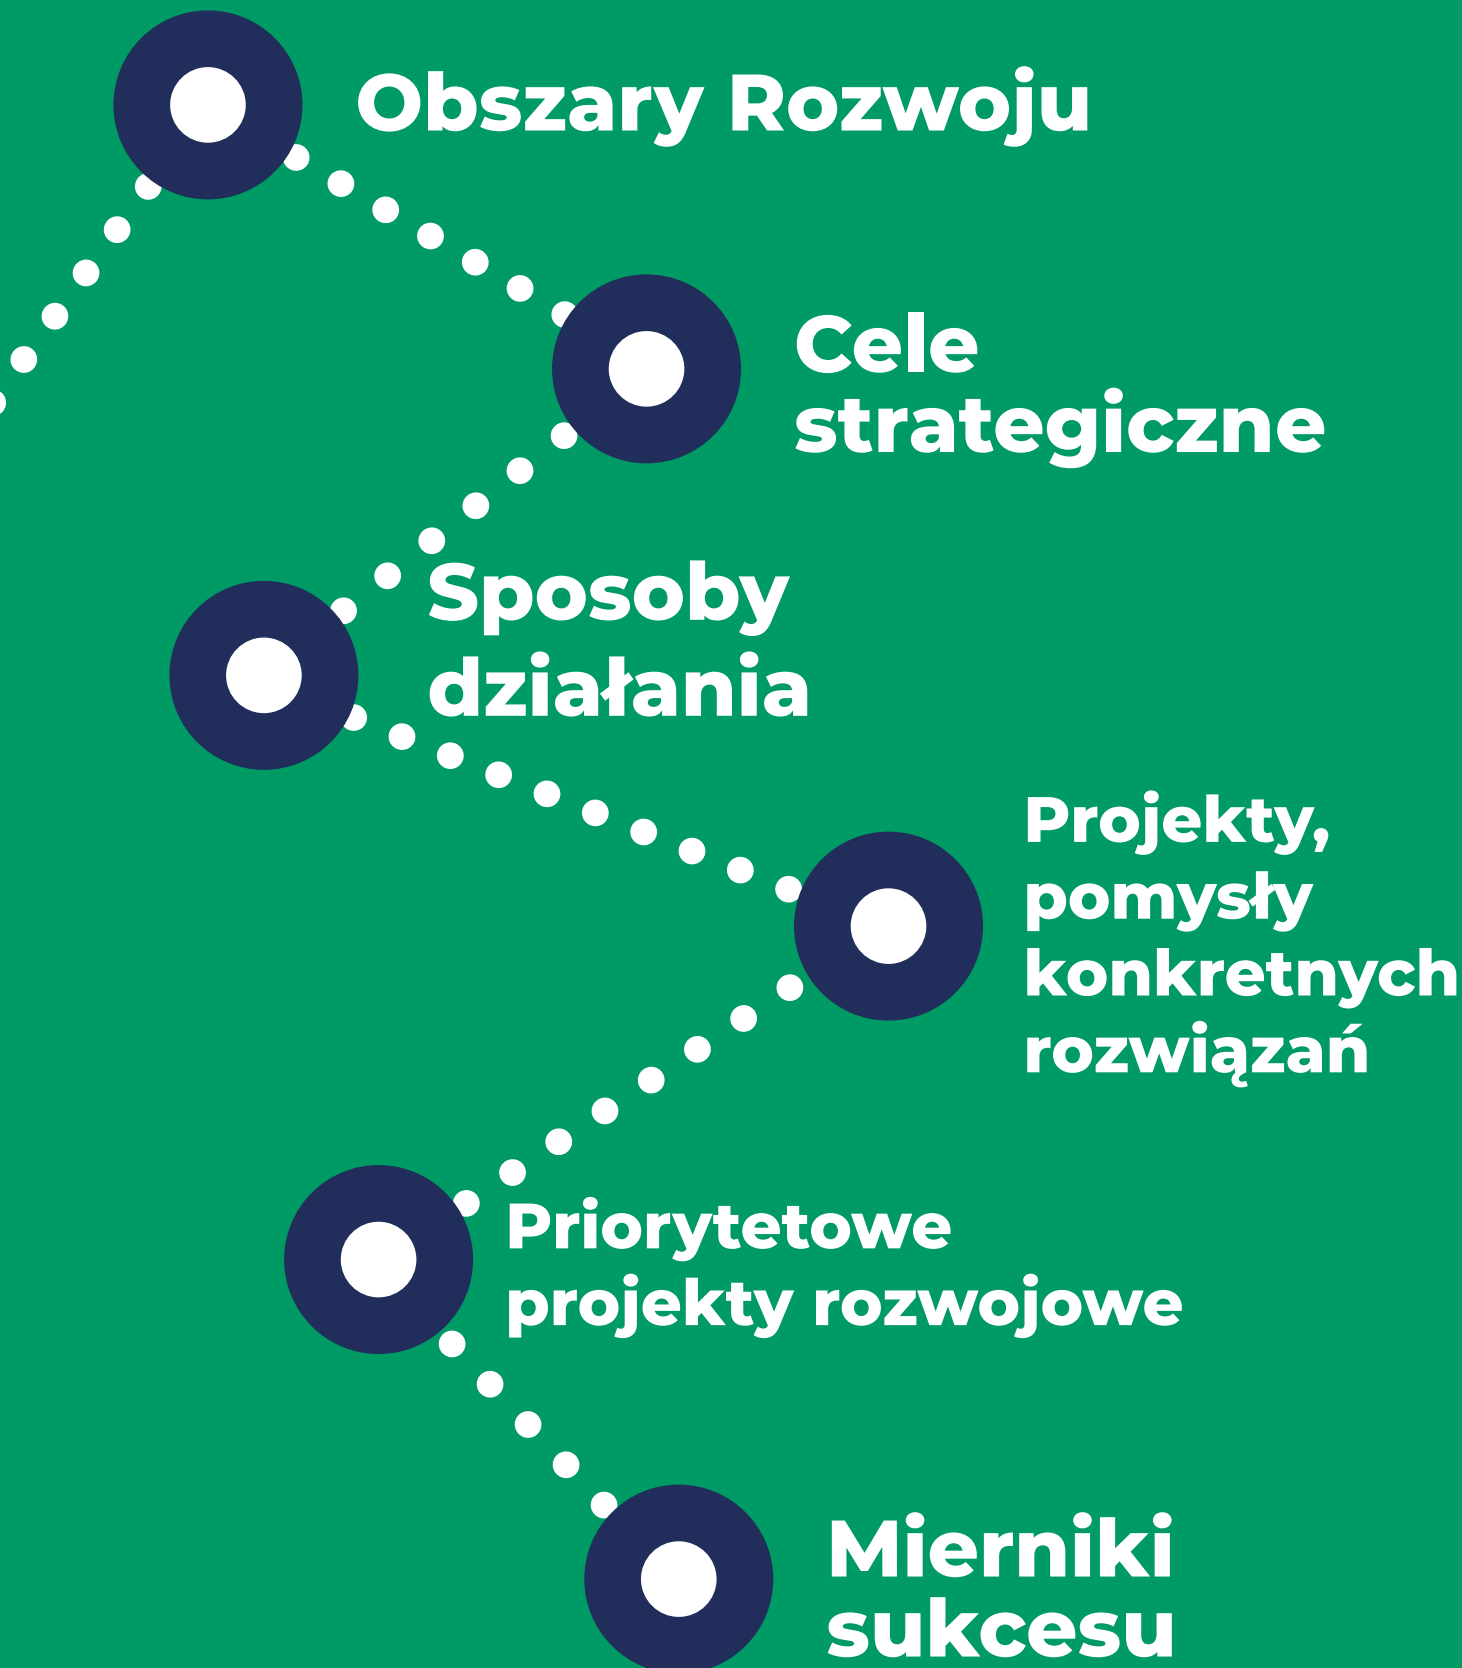 Obszary Rozwoju
Cele
strategiczne
Sposoby
działania
Projekty,
pomysły
konkretnych
rozwiązań
Priorytetowe
projekty rozwojowe
Mierniki
sukcesu